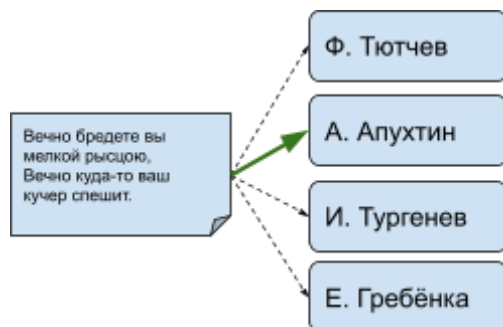 Ф. Тютчев
А. Апухтин
Вечно бредете вы
мелкой рысцою,
Вечно куда-то ваш
кучер спешит.
И. Тургенев
Е. Гребёнка